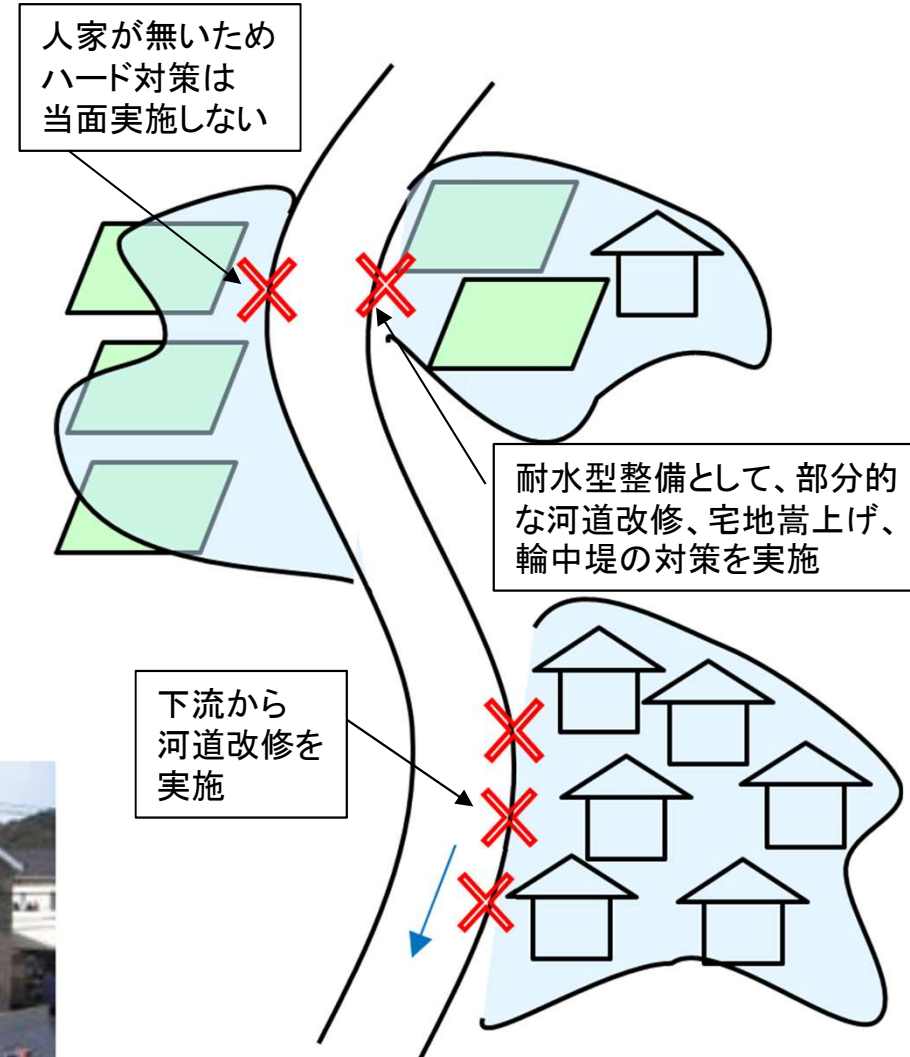 人家が無いため
ハード対策は
当面実施しない
耐水型整備として、部分的
な河道改修、宅地嵩上げ、
輪中堤の対策を実施
下流から
河道改修を
実施